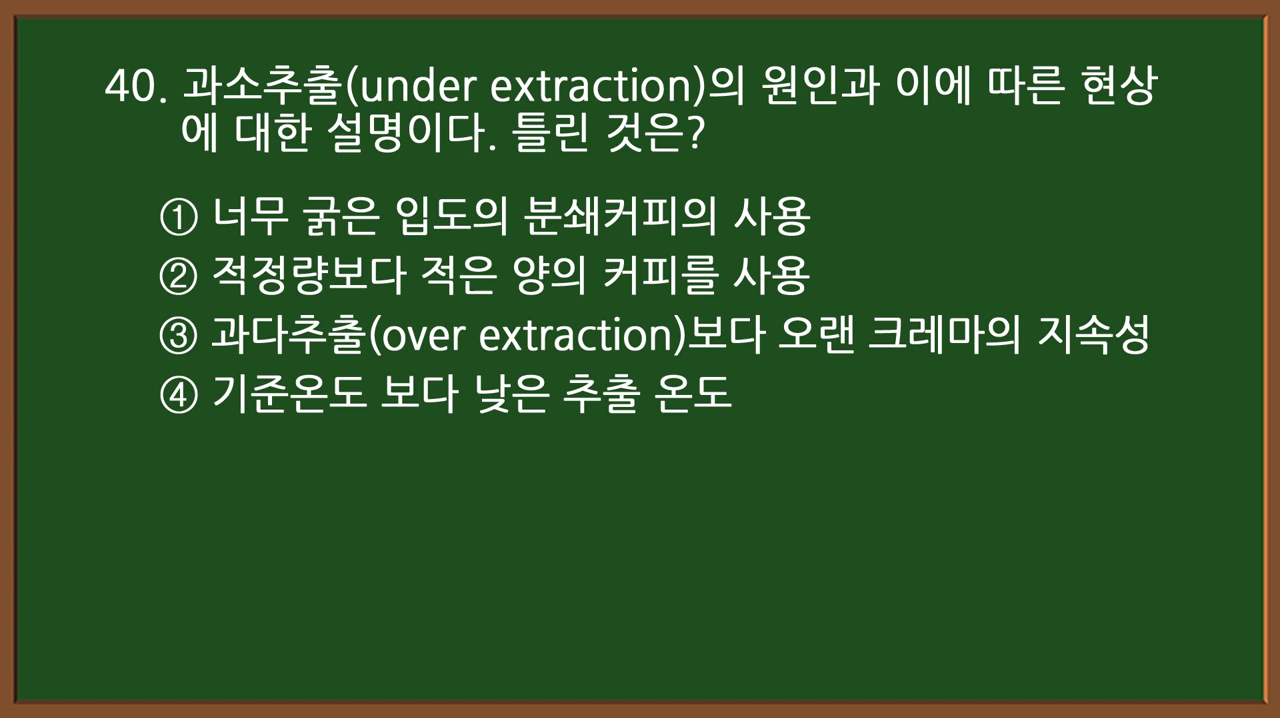 40. 과소추출(under extraction)의 원인과 이에 따른 현상
에 대한 설명이다. 틀린 것은?
① 너무 굵은 입도의 분쇄커피의 사용
② 적정량보다 적은 양의 커피를 사용
③ 과다추출(over extraction)보다 오랜 크레마의 지속성
④ 기준온도 보다 낮은 추출 온도